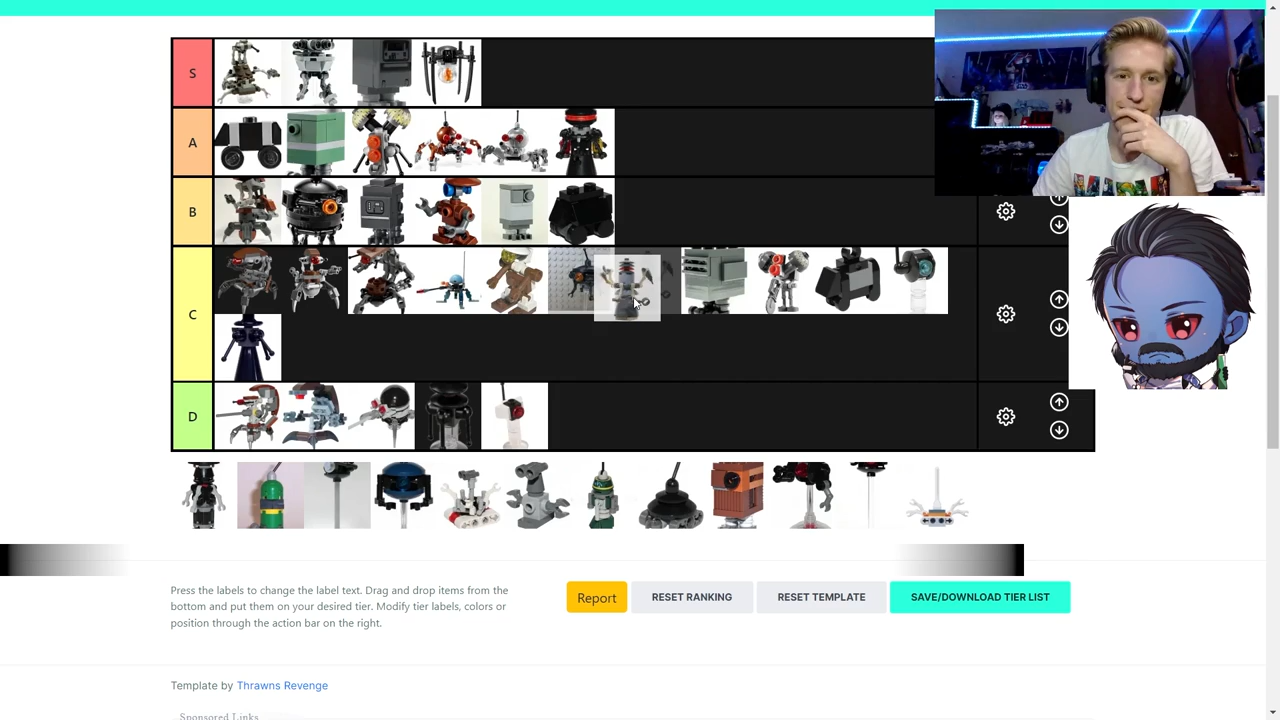 S
A
B
C
D
Press the labels to change the label text. Drag and drop items from the
bottom and put them on your desired tier. Modify tier labels, colors or
position through the action bar on the right.
Report
RESET RANKING
RESET TEMPLATE
SAVE/DOWNLOAD TIER LIST
Template by Thrawns Revenge
Sponsored Links